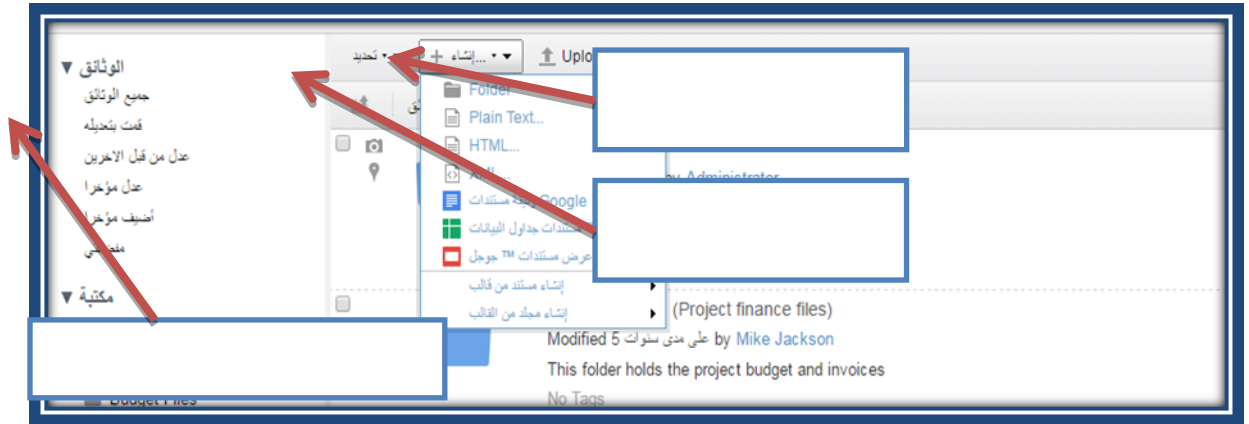 الوثائق ▼
جميع الوثائق
قمت بتعديله
عدل من قبل الاخرين
عدل مؤخرا
أضيف مؤخرا
مكتبة ▼
Budget Files
تحديد
إنشاء...
Uplo
Folder
Plain Text...
HTML...
Google مستندات
مستندات جداول البيانات
عرض مستندات ™ جوجل
إنشاء مستند من قالب
إنشاء مجلد من القالب
by Administrator
(Project finance files)
Modified 5 على مدى سنوات by Mike Jackson
This folder holds the project budget and invoices
No Tags